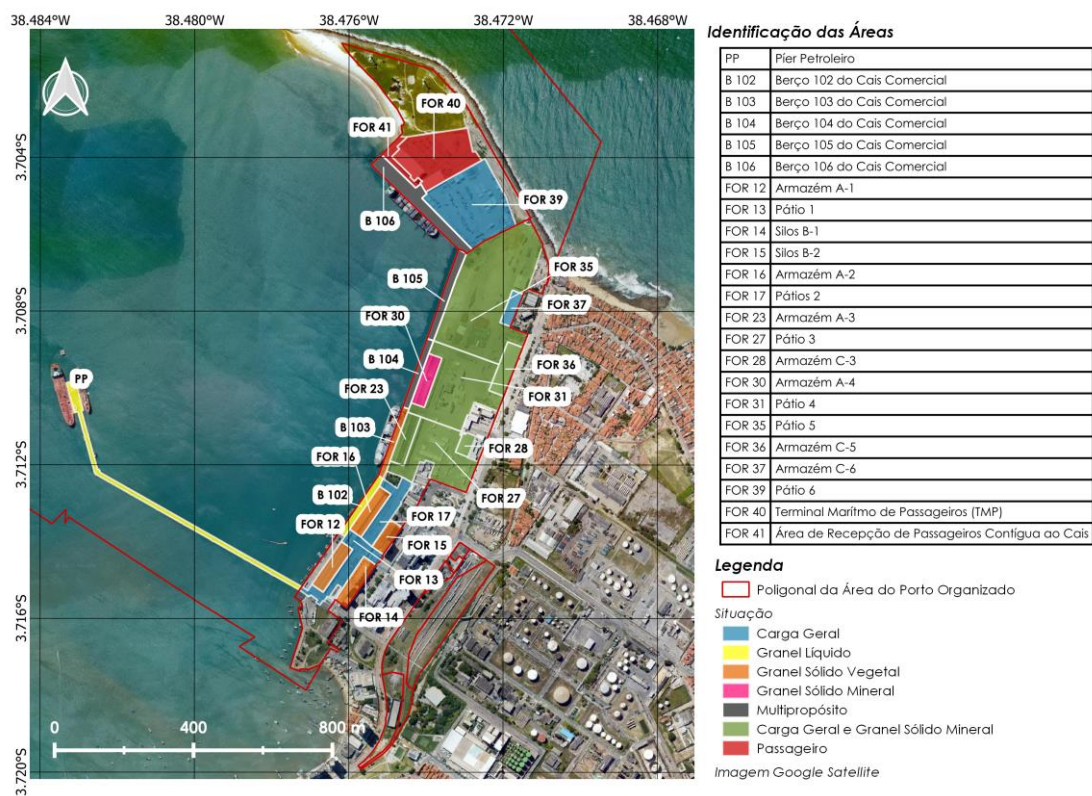 38.484°W 38.480°W 38.476°W 38.472°W 38.468°W
3.704°S
3.708°S
3.712°S
3.716°S
3.720°S
FOR 40
FOR 41
FOR 39
B 106
FOR 35
B 105
FOR 37
FOR 30
B 104
PP
FOR 36
FOR 23
FOR 31
B 103
FOR 28
FOR 16
FOR 27
B 102
FOR 17
FOR 12
FOR 15
FOR 13
FOR 14
0 400 800 m
Identificação das Áreas
PP Píer Petroleiro
B 102 Berço 102 do Cais Comercial
B 103 Berço 103 do Cais Comercial
B 104 Berço 104 do Cais Comercial
B 105 Berço 105 do Cais Comercial
B 106 Berço 106 do Cais Comercial
FOR 12 Armazém A-1
FOR 13 Pátio 1
FOR 14 Silos B-1
FOR 15 Silos B-2
FOR 16 Armazém A-2
FOR 17 Pátios 2
FOR 23 Armazém A-3
FOR 27 Pátio 3
FOR 28 Armazém C-3
FOR 30 Armazém A-4
FOR 31 Pátio 4
FOR 35 Pátio 5
FOR 36 Armazém C-5
FOR 37 Armazém C-6
FOR 39 Pátio 6
FOR 40 Terminal Marítmo de Passageiros (TMP)
FOR 41 Área de Recepção de Passageiros Contígua ao Cais
Legenda
Poligonal da Área do Porto Organizado
Situação
Carga Geral
Granel Líquido
Granel Sólido Vegetal
Granel Sólido Mineral
Multipropósito
Carga Geral e Granel Sólido Mineral
Passageiro
Imagem Google Satellite